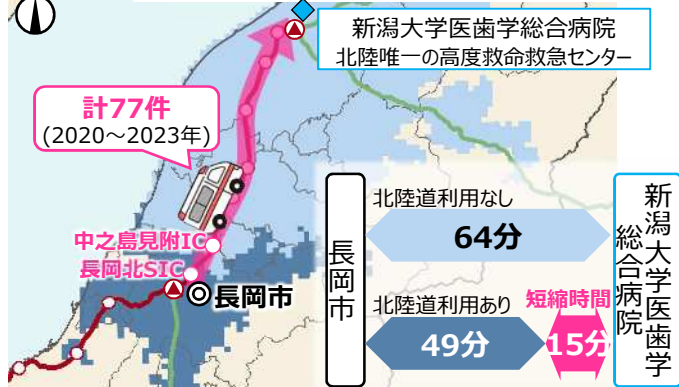 新潟大学医歯学総合病院
北陸唯一の高度救命救急センター
計77件
(2020～2023年)
中之島見附IC
長岡北SIC
長岡市
長岡市
北陸道利用なし
64分
北陸道利用あり
49分
短縮時間
15分
新潟大学医歯学
総合病院